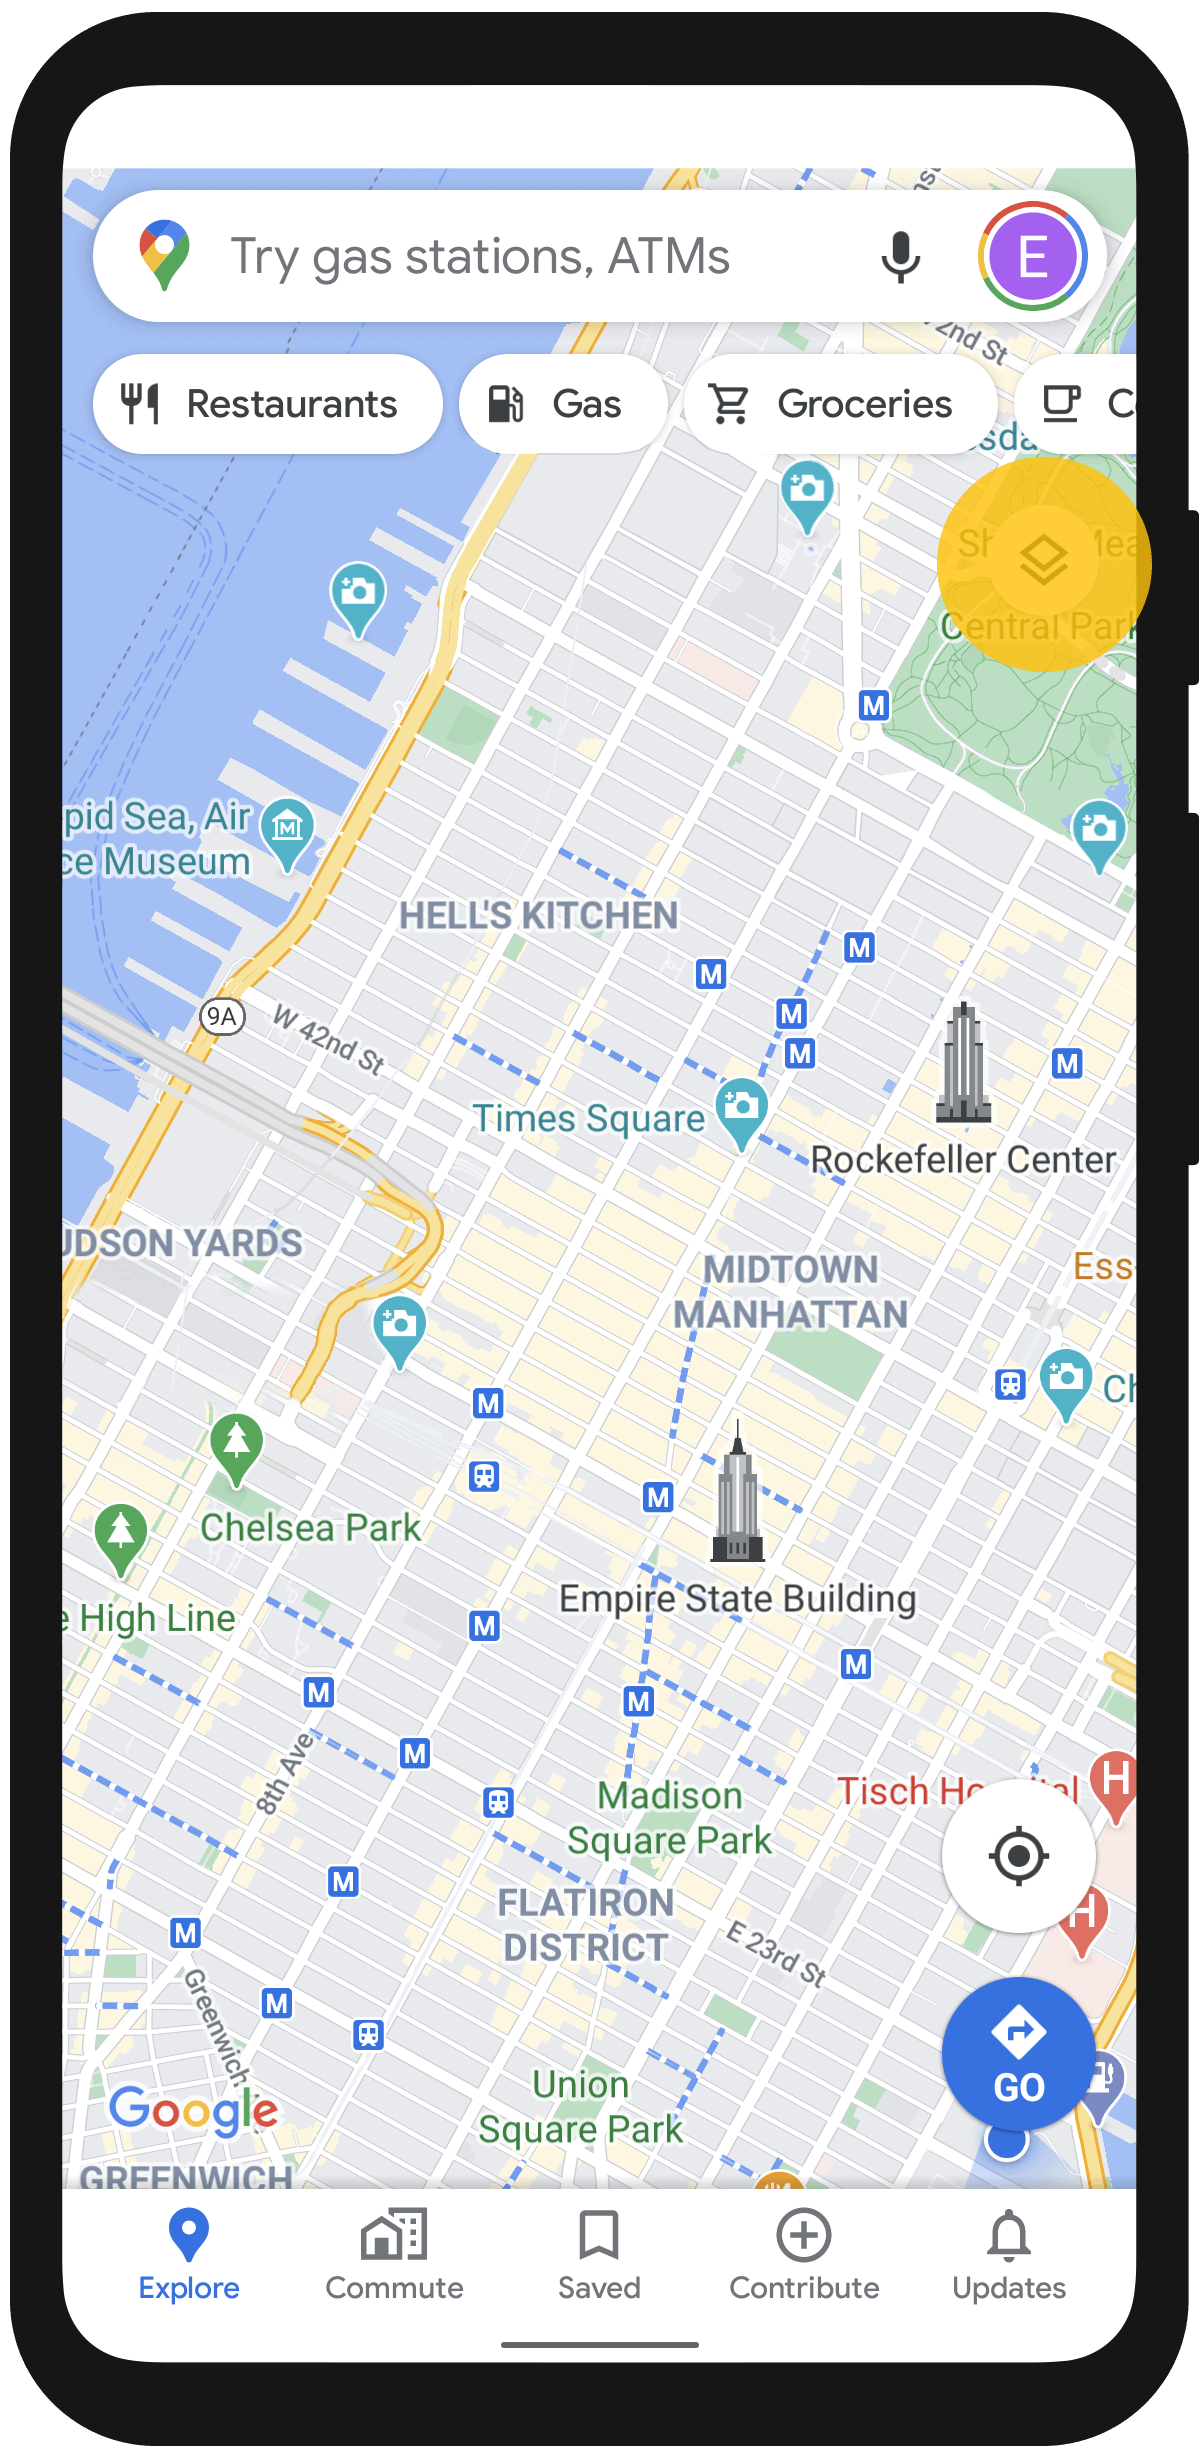 Try gas stations, ATMs
E
2nd St
Restaurants
Gas
Groceries
Central Park
M
pid Sea, Air
ce Museum
M
HELL'S KITCHEN
M
M
M
M
9A
W 42nd St
M
Times Square
Rockefeller Center
UDSON YARDS
MIDTOWN
MANHATTAN
Ess
Ch
M
M
Chelsea Park
Empire State Building
e High Line
M
M
M
M
8th Ave
M
Madison
Square Park
Tisch
H
M
FLATIRON
DISTRICT
H
M
E 23rd St
Greenwich
M
GO
Google
Union
Square Park
GREENWICH
Explore
Commute
Saved
Contribute
Updates